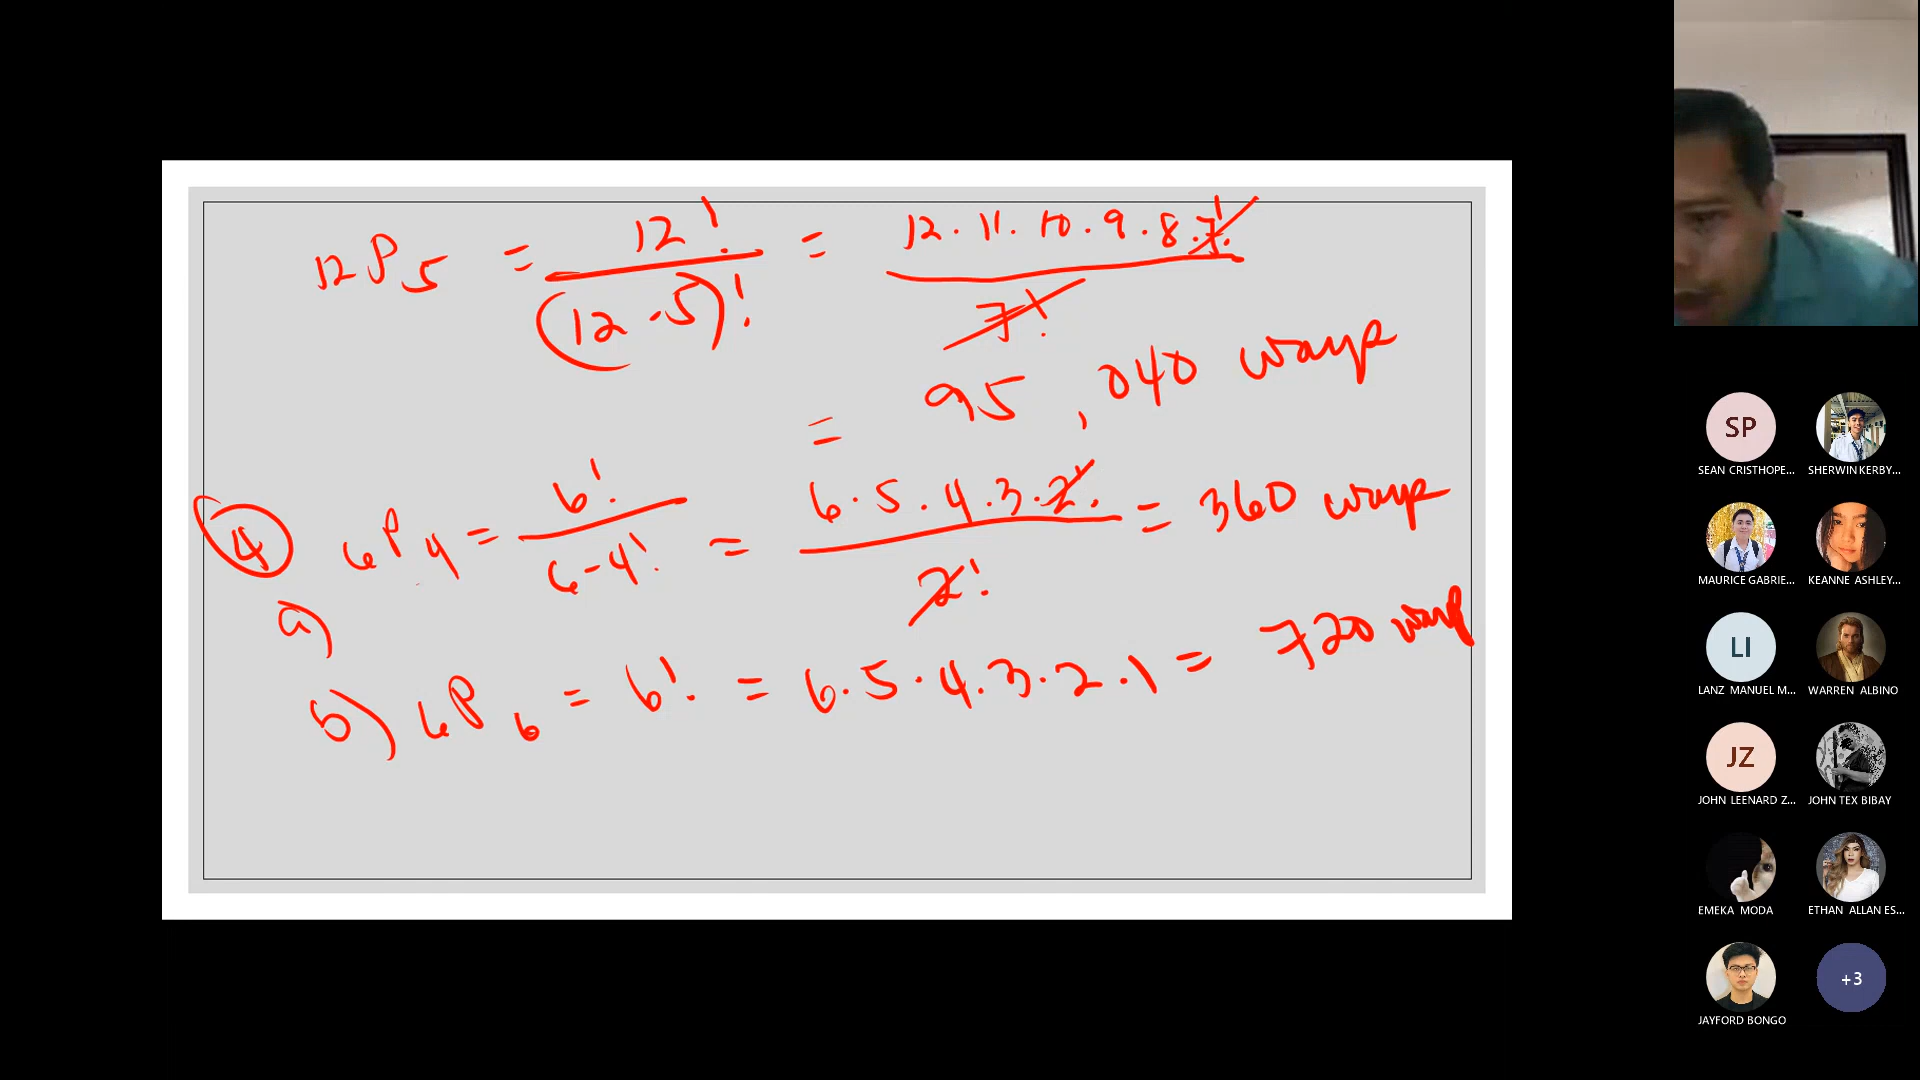 12P5 = 12! / (12-5)! = 12·11·10·9·8·7! / 7!
= 95,040 ways
4 6P4 = 6! / 6-4! = 6·5·4·3·2! / 2! = 360 ways
a)
b) 6P6 = 6! = 6·5·4·3·2·1 = 720 ways
SP
SEAN CRISTHOPE...
SHERWIN KERBY...
MAURICE GABRIE...
KEANNE ASHLEY...
LI
LANZ MANUEL M...
WARREN ALBINO
JZ
JOHN LEENARD Z...
JOHN TEX BIBAY
EMEKA MODA
ETHAN ALLAN ES...
JAYFORD BONGO
+3